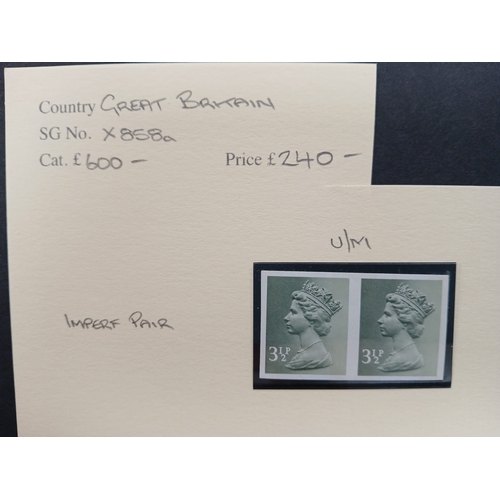 Country GREAT BRITAIN
SG No. X858a
Cat. £ 600 -
Price £ 240 -
U/M
IMPERF PAIR
3½P
3½P